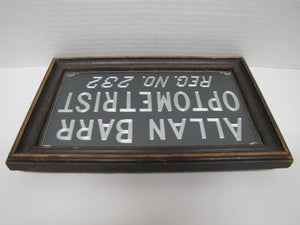 ALLAN BARR
OPTOMETRIST
REG. NO. 232